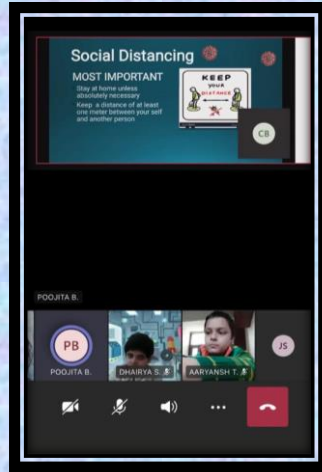 Social Distancing
MOST IMPORTANT
Stay at home unless
absolutely necessary
Keep a distance of at least
one meter between your self
and another person
KEEP
your
DISTANCE
CB
POOJITA B.
PB
POOJITA B.
DHAIRYA S.
AARYANSH T.
JS